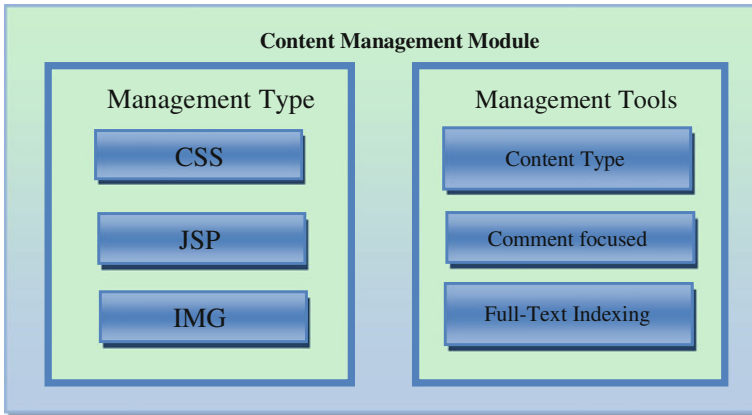 Content Management Module
Management Type
CSS
JSP
IMG
Management Tools
Content Type
Comment focused
Full-Text Indexing